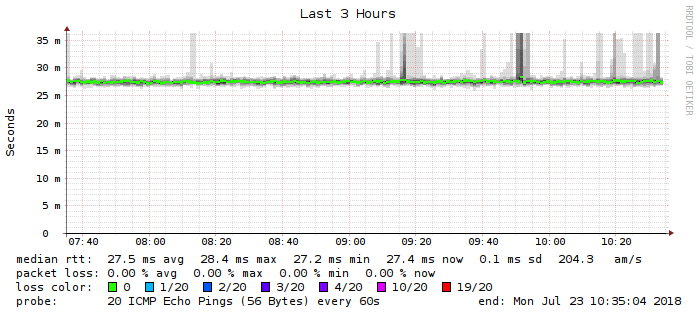 Last 3 Hours
RRDTOOL / TOBI OETIKER
Seconds
35 m
30 m
25 m
20 m
15 m
10 m
5 m
0
07:40 08:00 08:20 08:40 09:00 09:20 09:40 10:00 10:20
median rtt: 27.5 ms avg 28.4 ms max 27.2 ms min 27.4 ms now 0.1 ms sd 204.3 am/s
packet loss: 0.00 % avg 0.00 % max 0.00 % min 0.00 % now
loss color: 0 1/20 2/20 3/20 4/20 10/20 19/20
probe: 20 ICMP Echo Pings (56 Bytes) every 60s end: Mon Jul 23 10:35:04 2018